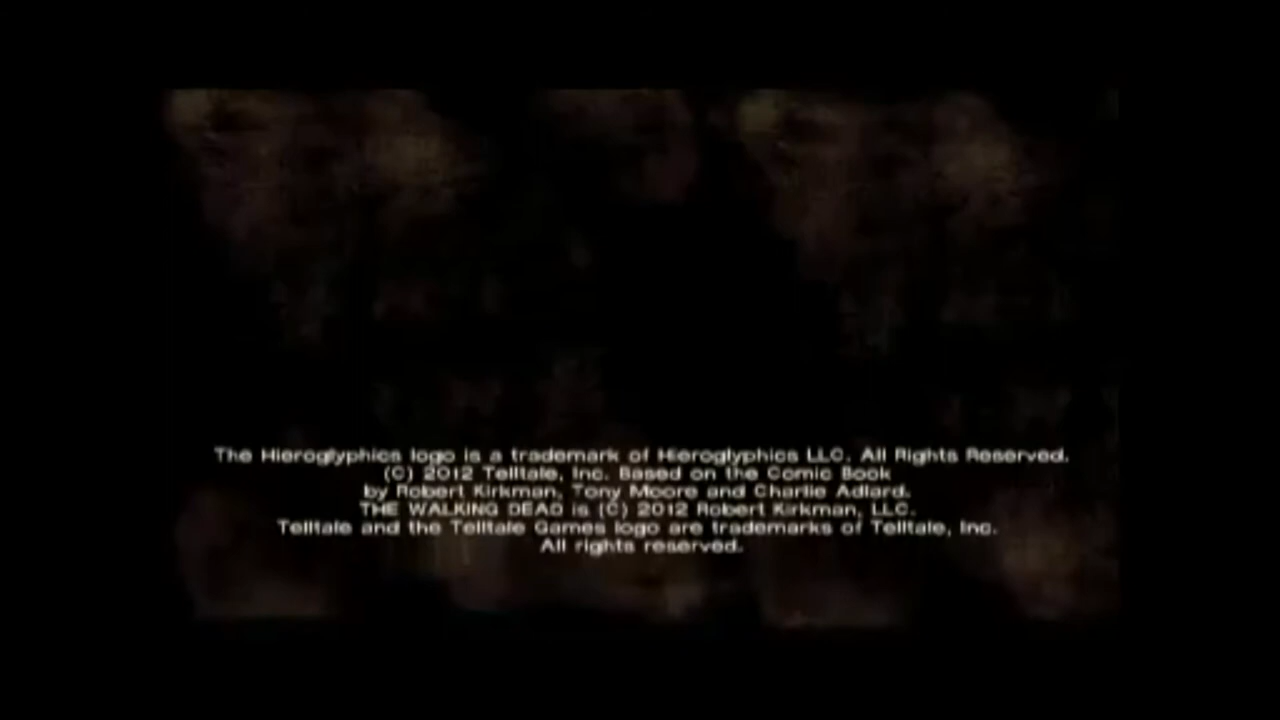 The Hieroglyphics logo is a trademark of Hieroglyphics LLC. All Rights Reserved.
(C) 2012 Telltale, Inc. Based on the Comic Book
by Robert Kirkman, Tony Moore and Charlie Adlard.
THE WALKING DEAD is (C) 2012 Robert Kirkman, LLC.
Telltale and the Telltale Games logo are trademarks of Telltale, Inc.
All rights reserved.